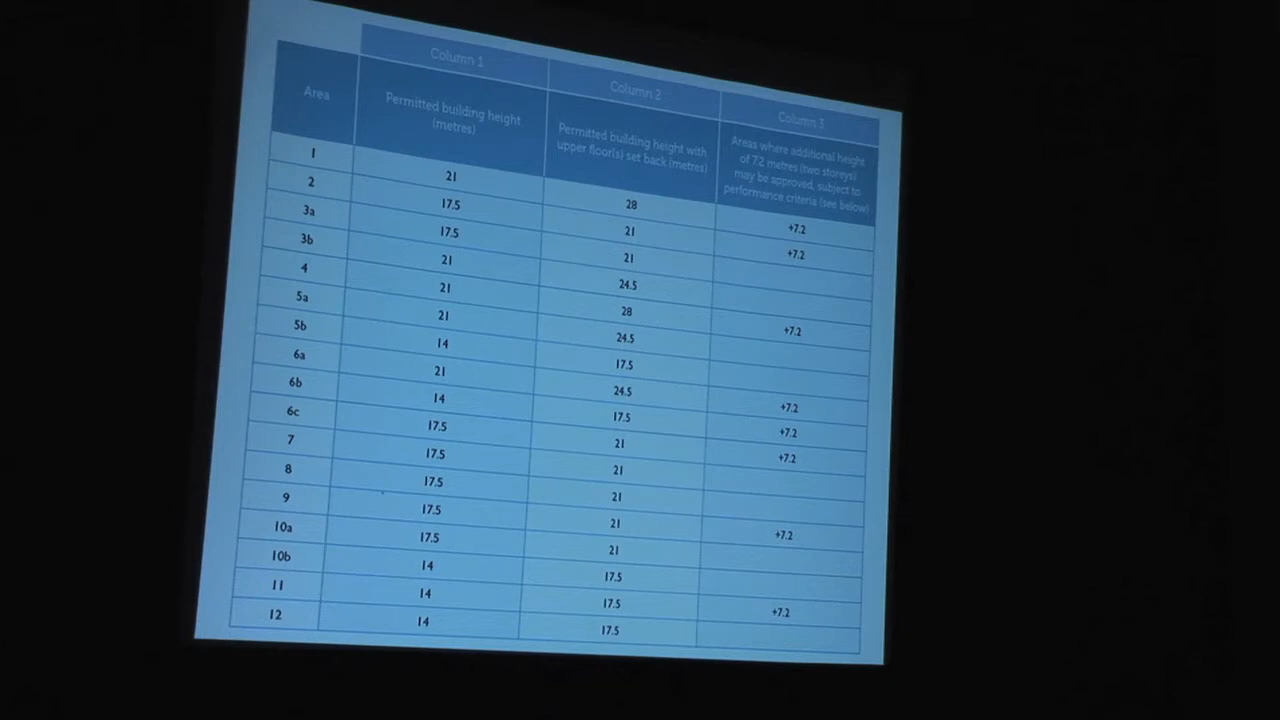 Column 1 Column 2 Column 3
Area
Permitted building height
(metres)
Permitted building height with
upper floor(s) set back (metres)
Areas where additional height
of 7.2 metres (two storeys)
may be approved, subject to
performance criteria (see below)
1 21 28 +7.2
2 17.5 21 +7.2
3a 17.5 21
3b 21 24.5
4 21 28 +7.2
5a 21 24.5
5b 14 17.5
6a 21 24.5 +7.2
6b 14 17.5 +7.2
6c 17.5 21 +7.2
7 17.5 21
8 17.5 21
9 17.5 21 +7.2
10a 17.5 21
10b 14 17.5
11 14 17.5 +7.2
12 14 17.5